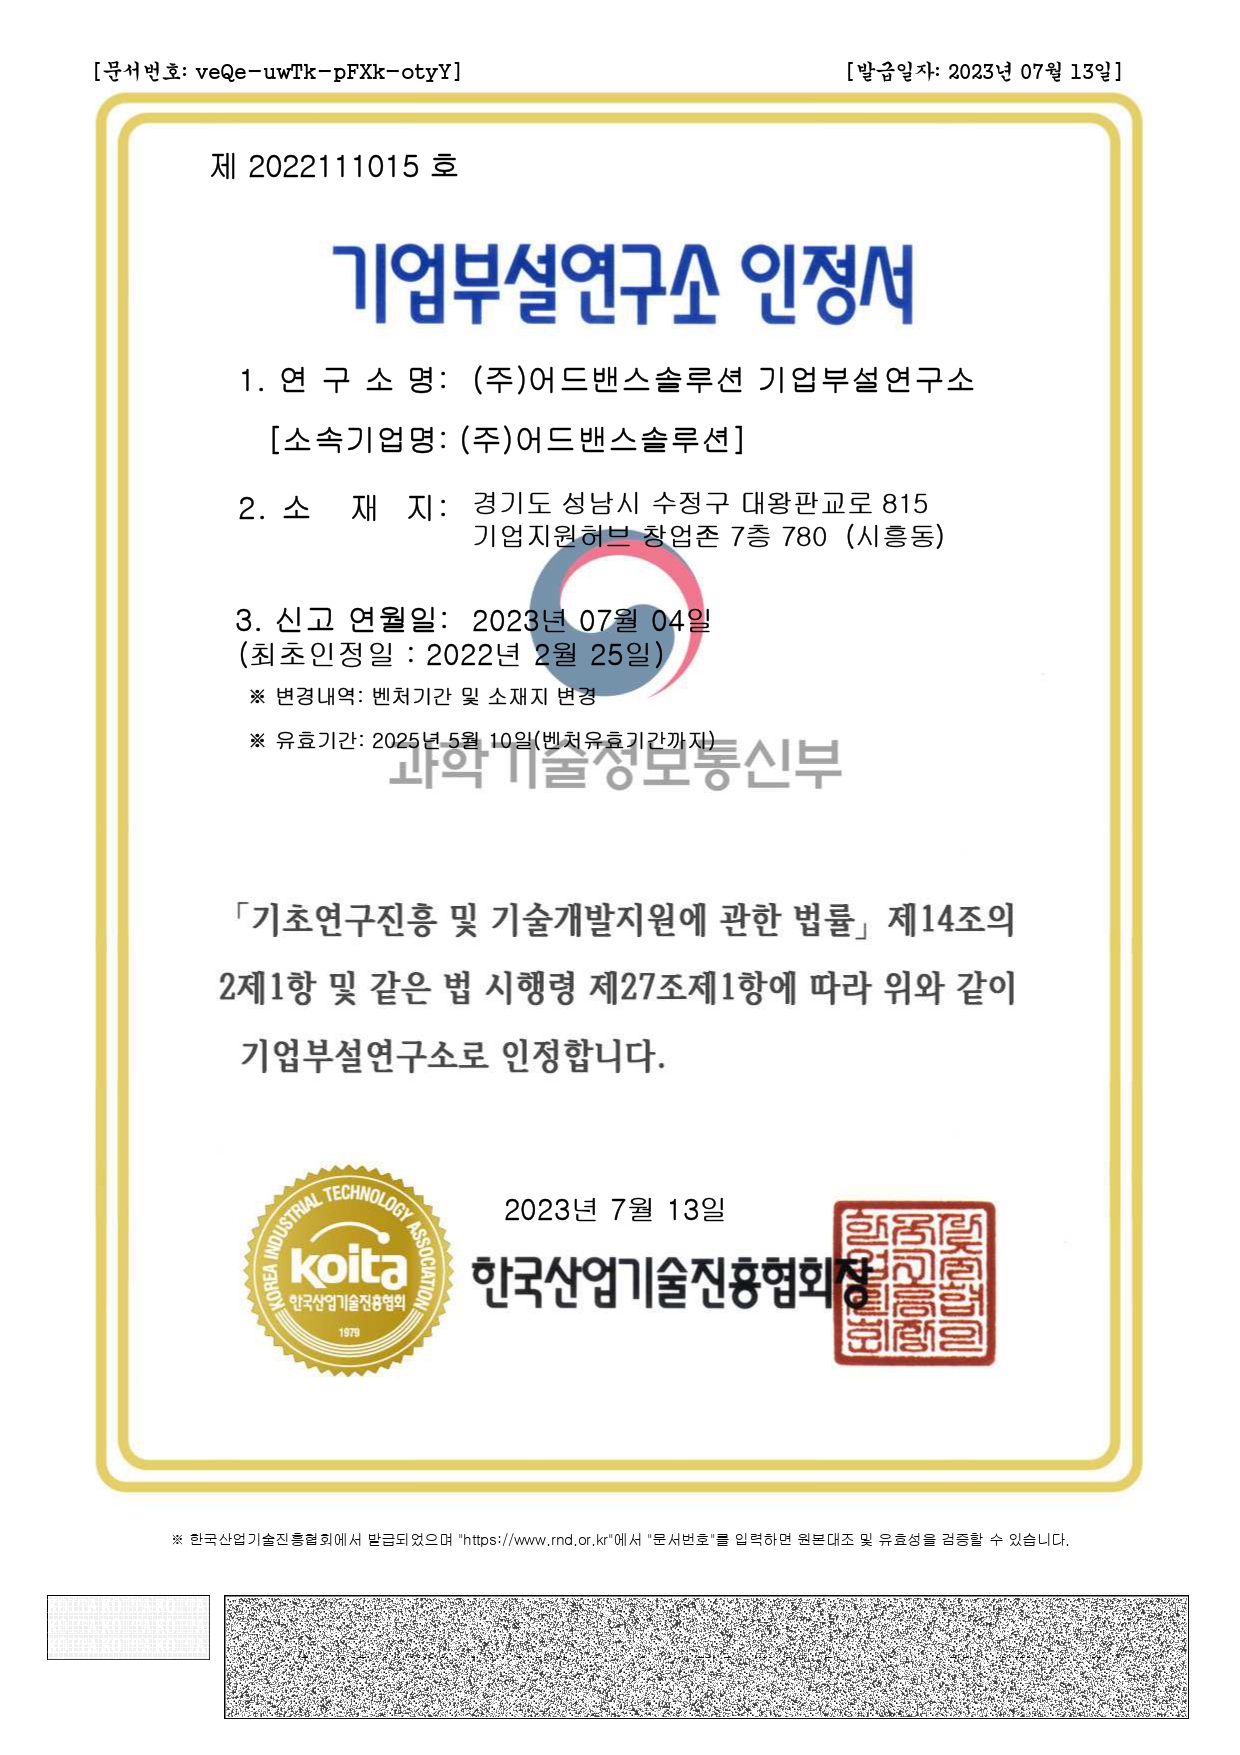 [문서번호: veQe-uwTk-pFXk-otyY]
[발급일자: 2023년 07월 13일]
제 2022111015 호
기업부설연구소 인정서
1. 연 구 소 명: (주)어드밴스솔루션 기업부설연구소
[소속기업명: (주)어드밴스솔루션]
2. 소 재 지: 경기도 성남시 수정구 대왕판교로 815
기업지원허브 창업존 7층 780 (시흥동)
3. 신고 연월일: 2023년 07월 04일
(최초인정일 : 2022년 2월 25일)
※ 변경내역: 벤처기간 및 소재지 변경
※ 유효기간: 2025년 5월 10일(벤처유효기간까지)
과학기술정보통신부
「기초연구진흥 및 기술개발지원에 관한 법률」 제14조의
2제1항 및 같은 법 시행령 제27조제1항에 따라 위와 같이
기업부설연구소로 인정합니다.
KOREA INDUSTRIAL TECHNOLOGY ASSOCIATION
koita
한국산업기술진흥협회
1979
2023년 7월 13일
한국산업기술진흥협회장
※ 한국산업기술진흥협회에서 발급되었으며 "https://www.rnd.or.kr"에서 "문서번호"를 입력하면 원본대조 및 유효성을 검증할 수 있습니다.